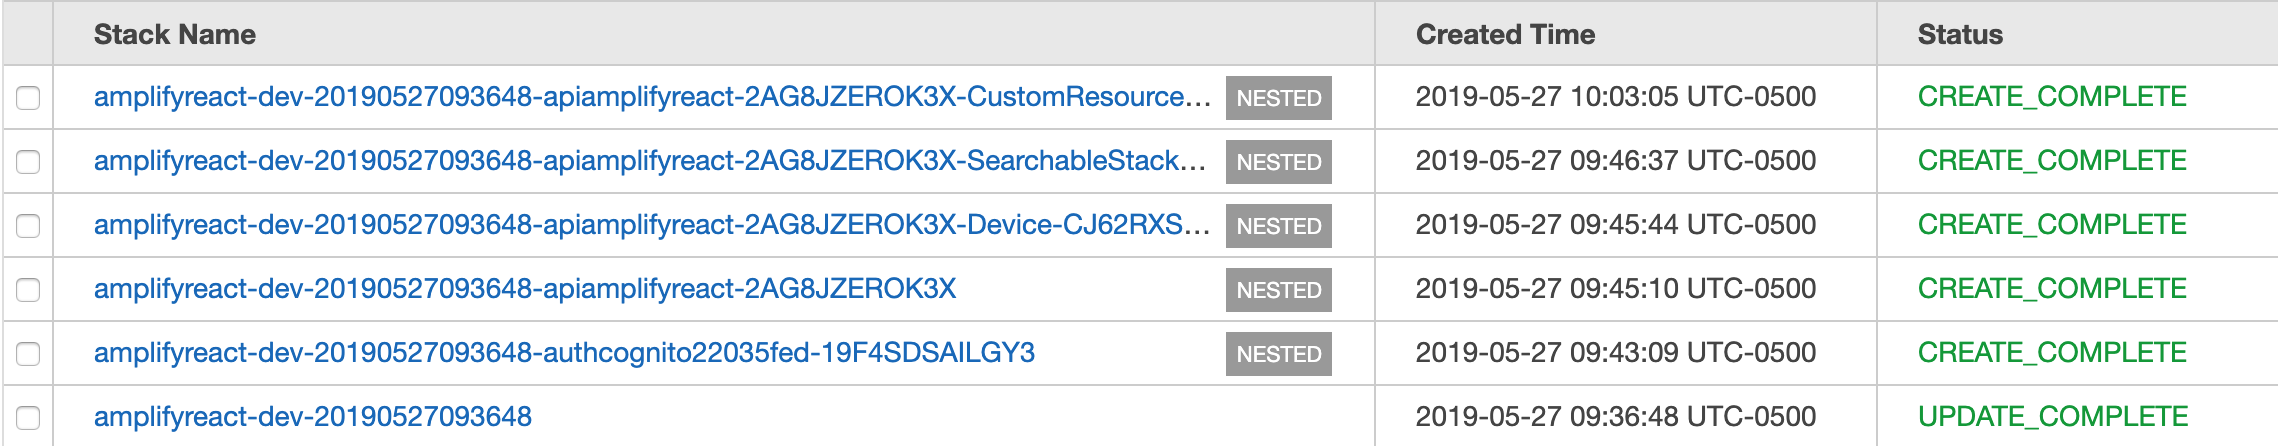 Stack Name Created Time Status
amplifyreact-dev-20190527093648-apiamplifyreact-2AG8JZEROK3X-CustomResource... NESTED 2019-05-27 10:03:05 UTC-0500 CREATE_COMPLETE
amplifyreact-dev-20190527093648-apiamplifyreact-2AG8JZEROK3X-SearchableStack... NESTED 2019-05-27 09:46:37 UTC-0500 CREATE_COMPLETE
amplifyreact-dev-20190527093648-apiamplifyreact-2AG8JZEROK3X-Device-CJ62RXS... NESTED 2019-05-27 09:45:44 UTC-0500 CREATE_COMPLETE
amplifyreact-dev-20190527093648-apiamplifyreact-2AG8JZEROK3X NESTED 2019-05-27 09:45:10 UTC-0500 CREATE_COMPLETE
amplifyreact-dev-20190527093648-authcognito22035fed-19F4SDSAILGY3 NESTED 2019-05-27 09:43:09 UTC-0500 CREATE_COMPLETE
amplifyreact-dev-20190527093648 2019-05-27 09:36:48 UTC-0500 UPDATE_COMPLETE